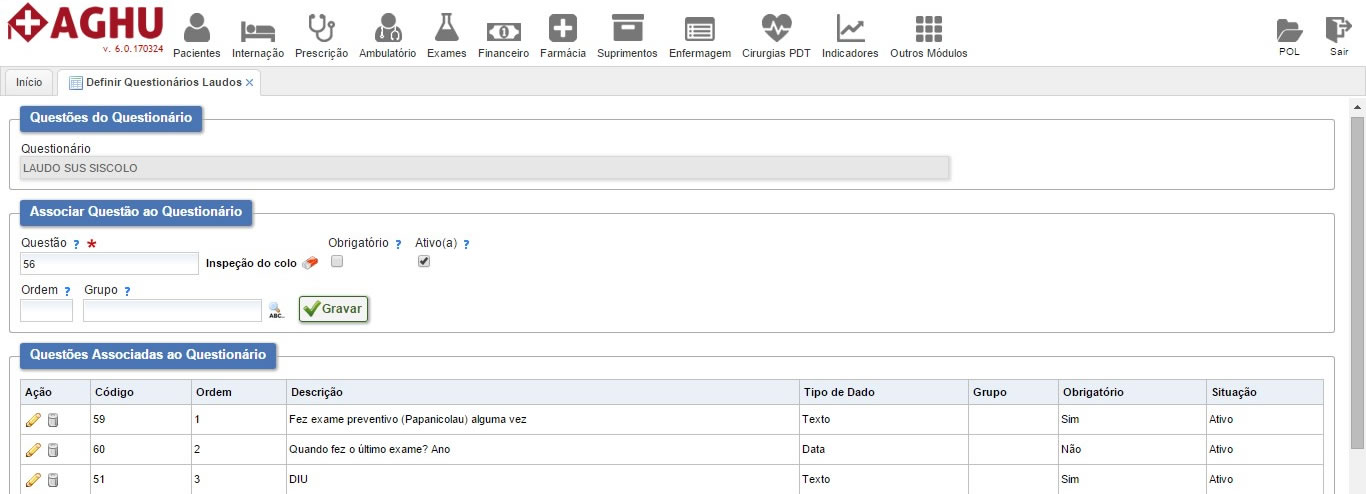 AGHU
v. 6.0.170324
Pacientes Internação Prescrição Ambulatório Exames Financeiro Farmácia Suprimentos Enfermagem Cirurgias PDT Indicadores Outros Módulos POL Sair
Início Definir Questionários Laudos ×
Questões do Questionário
Questionário
LAUDO SUS SISCOLO
Associar Questão ao Questionário
Questão ? * Obrigatório ? Ativo(a) ?
56 Inspeção do colo
Ordem ? Grupo ?
ABC.. Gravar
Questões Associadas ao Questionário
Ação Código Ordem Descrição Tipo de Dado Grupo Obrigatório Situação
59 1 Fez exame preventivo (Papanicolau) alguma vez Texto Sim Ativo
60 2 Quando fez o último exame? Ano Data Não Ativo
51 3 DIU Texto Sim Ativo